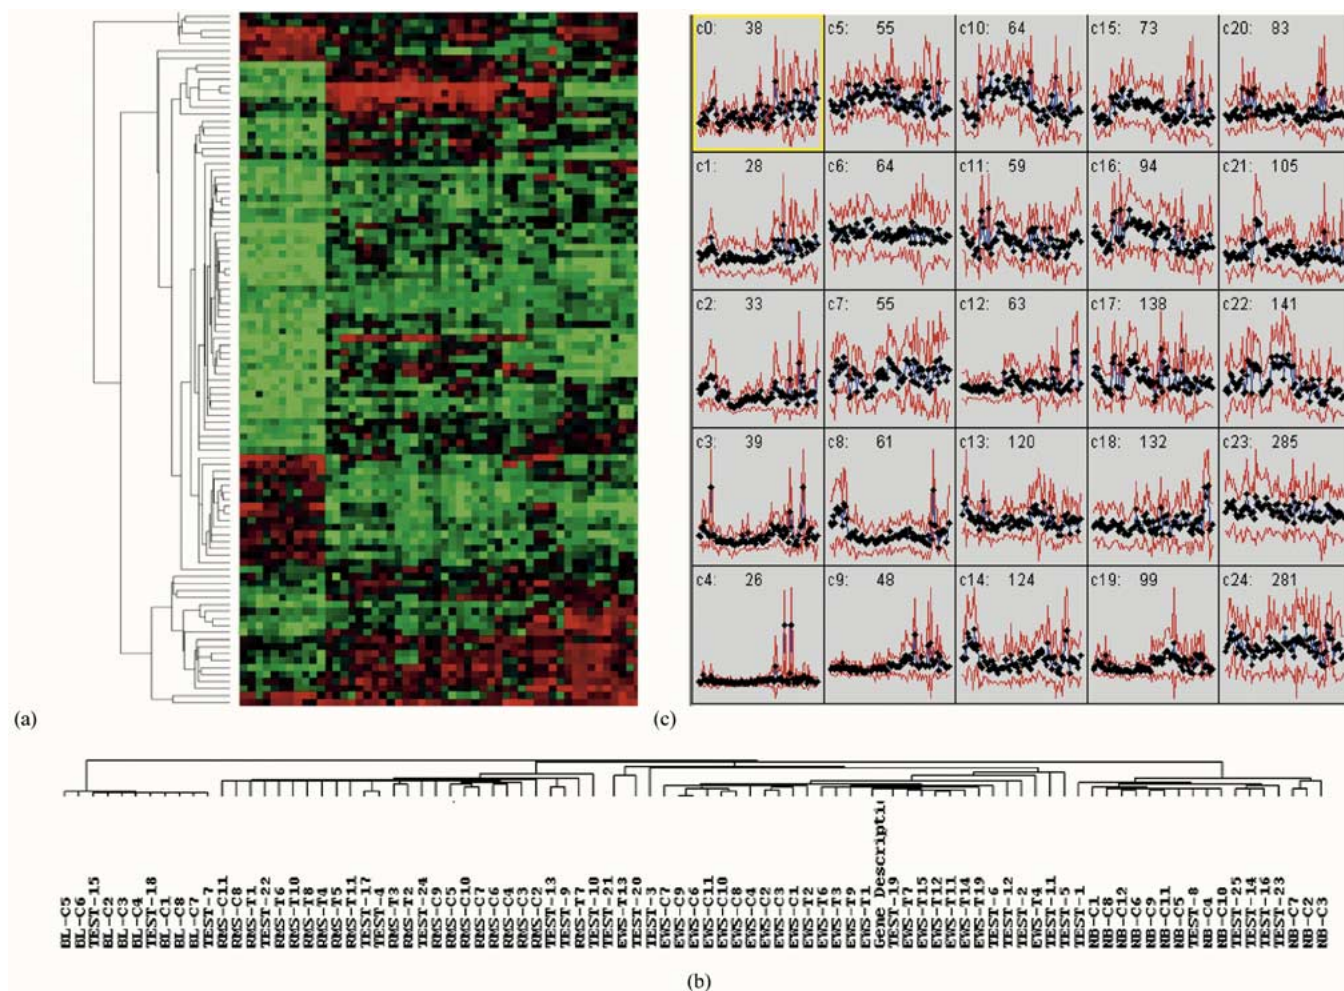 c0: 38
c5: 55
c10: 64
c15: 73
c20: 83
c1: 28
c6: 64
c11: 59
c16: 94
c21: 105
c2: 33
c7: 55
c12: 63
c17: 138
c22: 141
c3: 39
c8: 61
c13: 120
c18: 132
c23: 285
c4: 26
c9: 48
c14: 124
c19: 99
c24: 281
(a)
(c)
BL-C5
BL-C6
TEST-15
BL-C2
BL-C3
BL-C4
TEST-18
BL-C1
BL-C8
BL-C7
TEST-7
RMS-C11
RMS-C8
RMS-T1
TEST-22
RMS-T6
RMS-T10
RMS-T8
RMS-T4
RMS-T5
RMS-T11
TEST-17
TEST-4
RMS-T3
RMS-T2
TEST-24
RMS-C9
RMS-C5
RMS-C10
RMS-C7
RMS-C6
RMS-C4
RMS-C3
RMS-C2
TEST-13
TEST-9
RMS-T7
TEST-10
TEST-21
EWS-T13
TEST-20
TEST-3
EWS-C7
EWS-C9
EWS-C6
EWS-C11
EWS-C10
EWS-C8
EWS-C4
EWS-C2
EWS-C3
EWS-C1
EWS-T2
EWS-T6
EWS-T3
EWS-T9
EWS-T1
Gene Descripti
TEST-19
EWS-T7
EWS-T15
EWS-T12
EWS-T11
EWS-T14
EWS-T19
TEST-6
TEST-12
TEST-2
EWS-T4
TEST-11
TEST-5
TEST-1
NB-C1
NB-C8
NB-C12
NB-C6
NB-C9
NB-C11
NB-C5
TEST-8
NB-C4
NB-C10
TEST-25
TEST-14
TEST-16
TEST-23
NB-C7
NB-C2
NB-C3
(b)